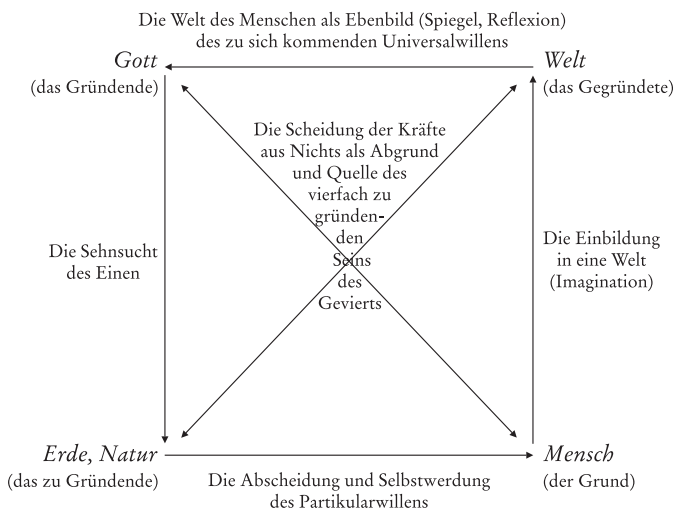 Die Welt des Menschen als Ebenbild (Spiegel, Reflexion)
des zu sich kommenden Universalwillens
Gott
(das Gründende)
Welt
(das Gegründete)
Die Scheidung der Kräfte
aus Nichts als Abgrund
und Quelle des
vierfach zu
gründen-
den
Seins
des
Gevierts
Die Sehnsucht
des Einen
Die Einbildung
in eine Welt
(Imagination)
Erde, Natur
(das zu Gründende)
Mensch
(der Grund)
Die Abscheidung und Selbstwerdung
des Partikularwillens